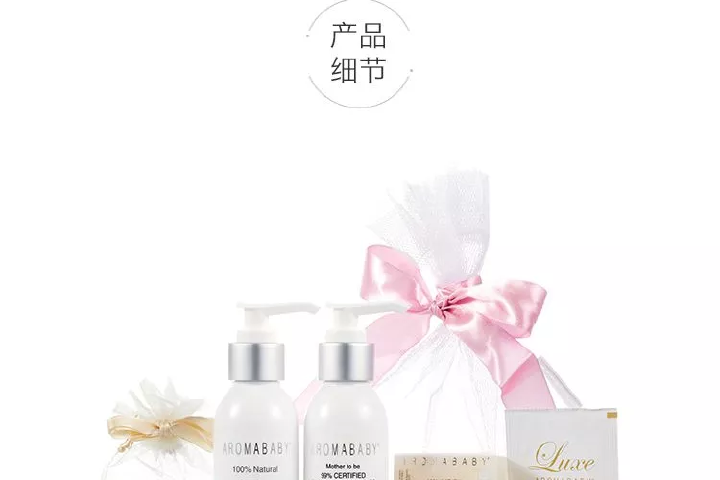 产品
细节
AROMABABY
100% Natural
AROMABABY
Mother to be
99% CERTIFIED
AROMABABY
Luxe